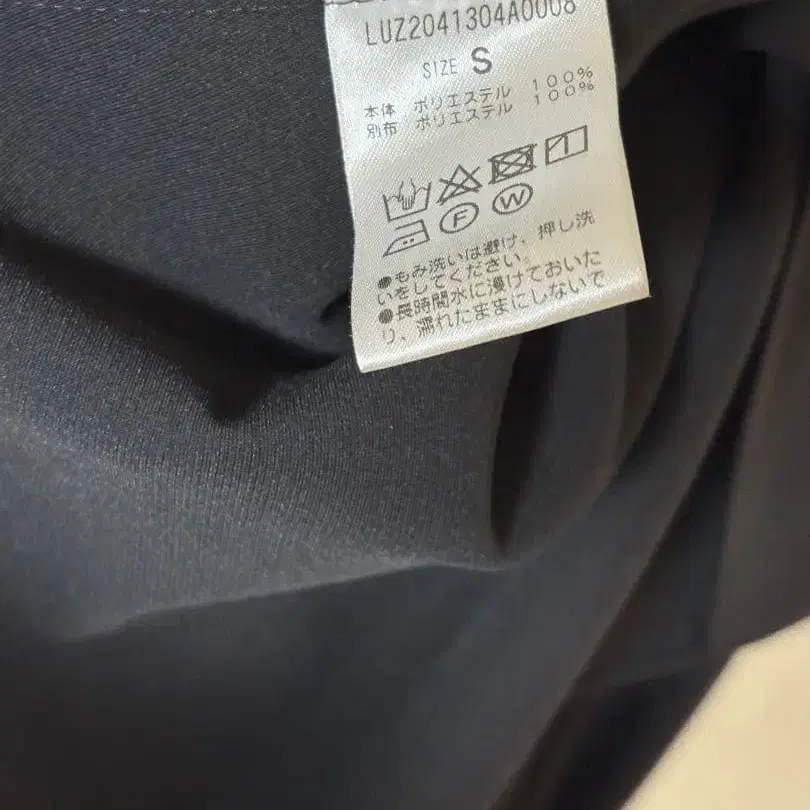 LUZ2041304A0008
SIZE S
本体 ポリエステル 100%
別布 ポリエステル 100%
F W
●もみ洗いは避け、押し洗
いをしてください。
●長時間水に浸けておいた
り、濡れたままにしないで